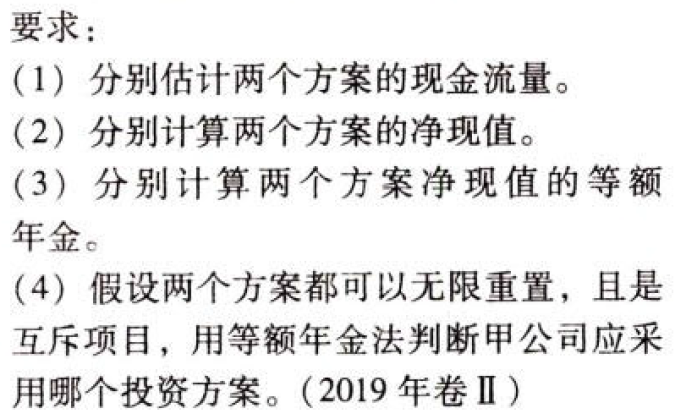 要求：
(1) 分别估计两个方案的现金流量。
(2) 分别计算两个方案的净现值。
(3) 分别计算两个方案净现值的等额
年金。
(4) 假设两个方案都可以无限重置，且是
互斥项目，用等额年金法判断甲公司应采
用哪个投资方案。(2019 年卷Ⅱ)